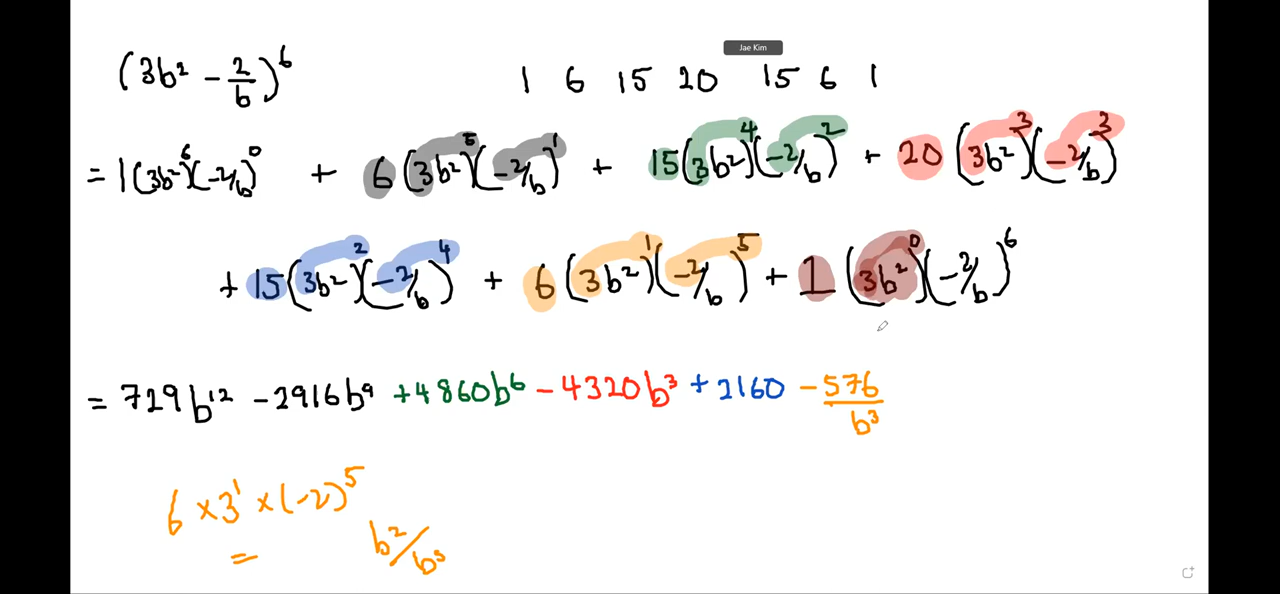 Jae Kim
(3b² - 2/b)⁶ 1 6 15 20 15 6 1
= 1(3b²)⁶(-2/b)⁰ + 6(3b²)⁵(-2/b)¹ + 15(3b²)⁴(-2/b)² + 20(3b²)³(-2/b)³
+ 15(3b²)²(-2/b)⁴ + 6(3b²)¹(-2/b)⁵ + 1(3b²)⁰(-2/b)⁶
= 729b¹² - 2916b⁹ + 4860b⁶ - 4320b³ + 2160 - 576/b³
6 × 3¹ × (-2)⁵
= b²/b⁵